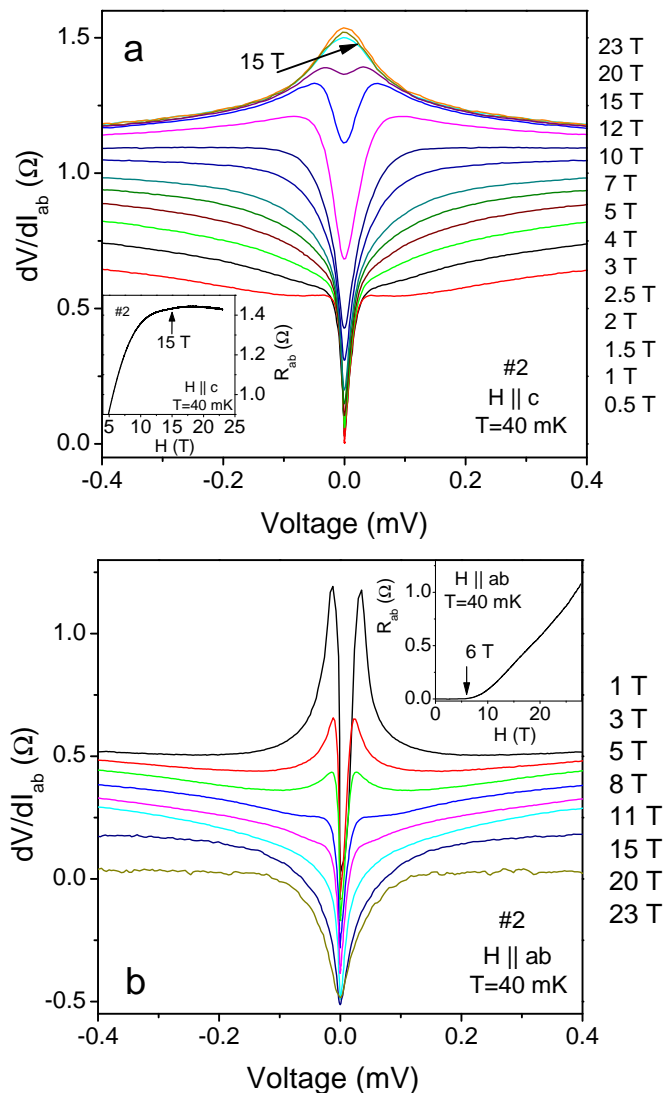 a
15 T
1.5
1.0
0.5
0.0
dV/dI_ab (Ω)
-0.4 -0.2 0.0 0.2 0.4
Voltage (mV)
#2
H || c
T=40 mK
#2
15 T
H || c
T=40 mK
1.4
1.2
1.0
R_ab (Ω)
5 10 15 20 25
H (T)
23 T
20 T
15 T
12 T
10 T
7 T
5 T
4 T
3 T
2.5 T
2 T
1.5 T
1 T
0.5 T
b
1.0
0.5
0.0
-0.5
dV/dI_ab (Ω)
-0.4 -0.2 0.0 0.2 0.4
Voltage (mV)
#2
H || ab
T=40 mK
H || ab
T=40 mK
6 T
1.0
0.5
0.0
R_ab (Ω)
0 10 20
H (T)
1 T
3 T
5 T
8 T
11 T
15 T
20 T
23 T